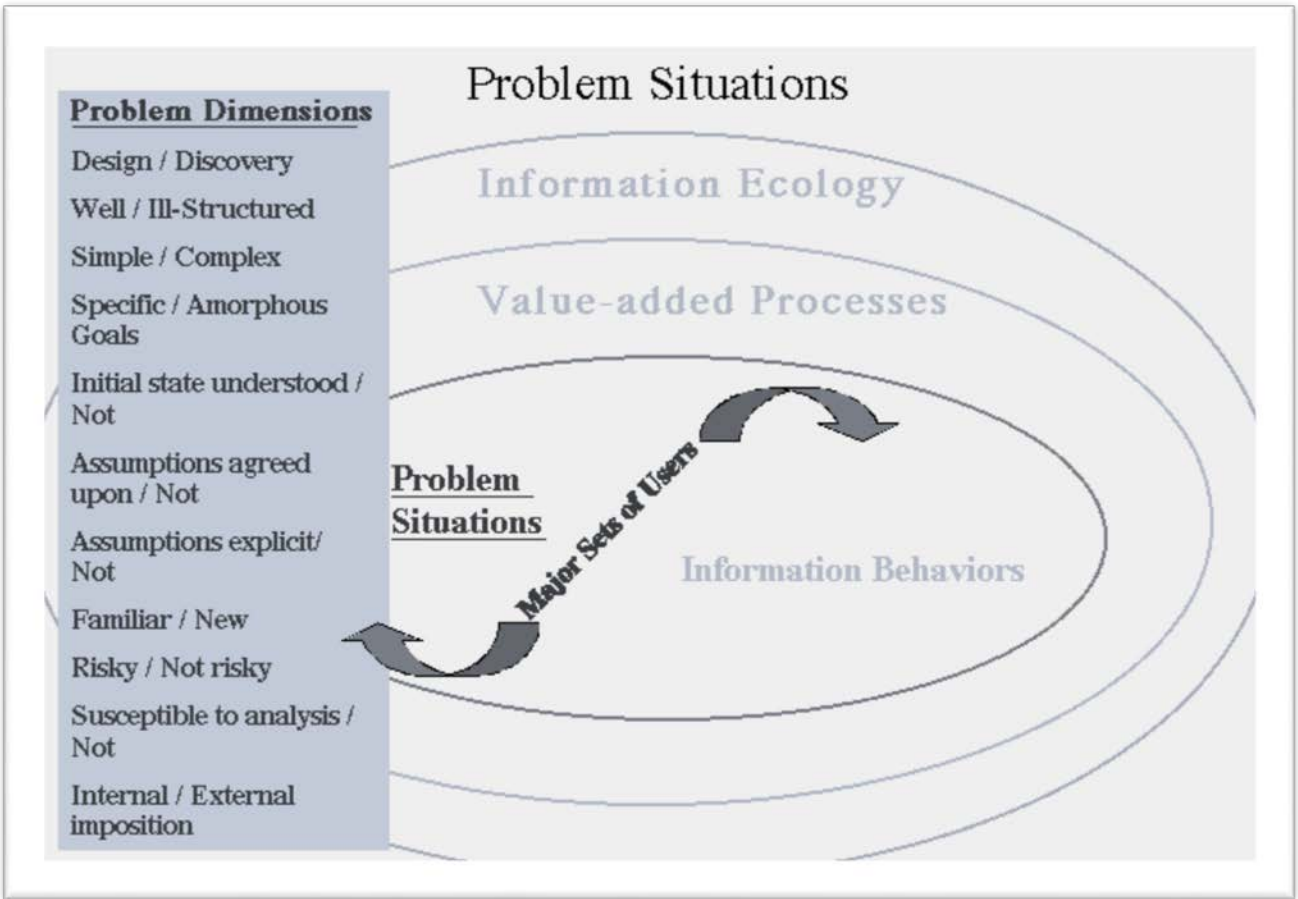 Problem Situations
Problem Dimensions
Design / Discovery
Well / Ill-Structured
Simple / Complex
Specific / Amorphous
Goals
Initial state understood /
Not
Assumptions agreed
upon / Not
Assumptions explicit/
Not
Familiar / New
Risky / Not risky
Susceptible to analysis /
Not
Internal / External
imposition
Information Ecology
Value-added Processes
Problem
Situations
Major Sets of Users
Information Behaviors